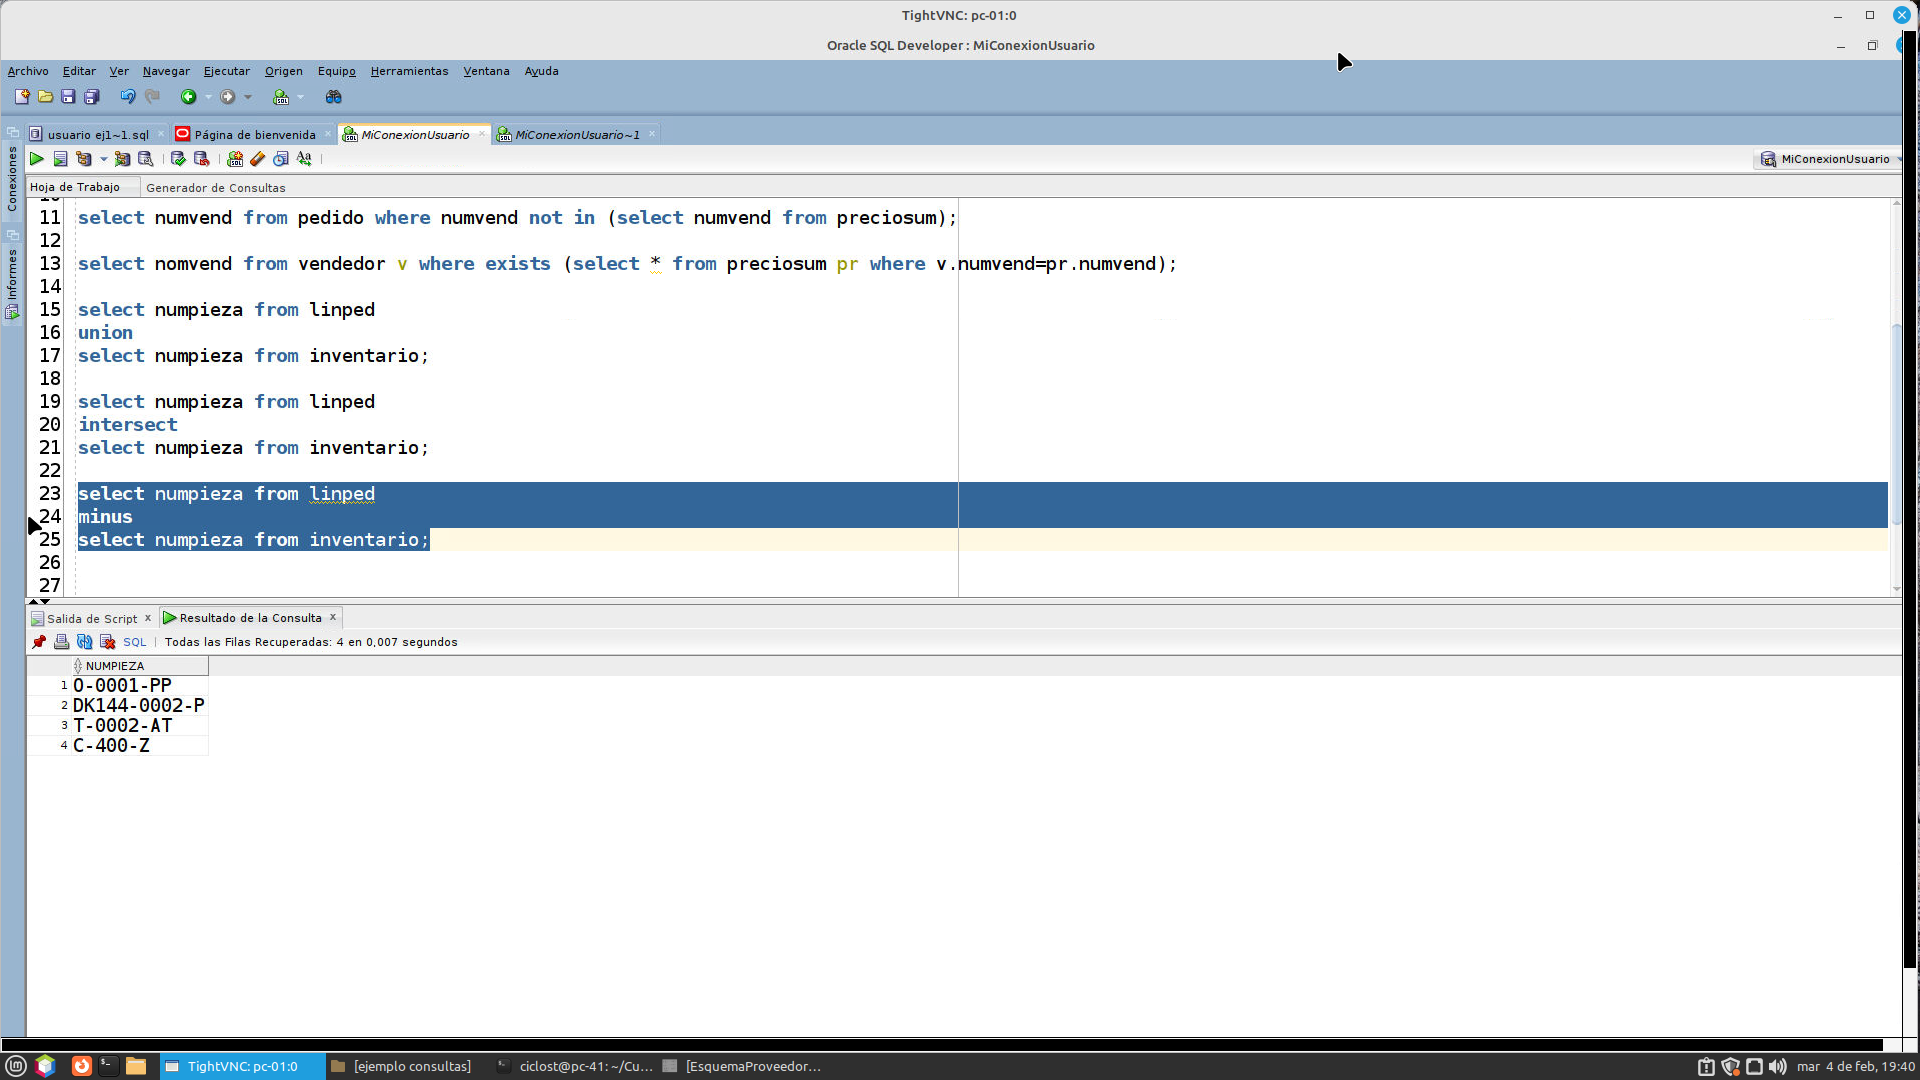 TightVNC: pc-01:0
Oracle SQL Developer : MiConexionUsuario
Archivo Editar Ver Navegar Ejecutar Origen Equipo Herramientas Ventana Ayuda
usuario ej1~1.sql Página de bienvenida MiConexionUsuario MiConexionUsuario~1
MiConexionUsuario
Conexiones
Informes
Hoja de Trabajo Generador de Consultas
11 select numvend from pedido where numvend not in (select numvend from preciosum);
12
13 select nomvend from vendedor v where exists (select * from preciosum pr where v.numvend=pr.numvend);
14
15 select numpieza from linped
16 union
17 select numpieza from inventario;
18
19 select numpieza from linped
20 intersect
21 select numpieza from inventario;
22
23 select numpieza from linped
24 minus
25 select numpieza from inventario;
26
27
Salida de Script x Resultado de la Consulta x
SQL | Todas las Filas Recuperadas: 4 en 0,007 segundos
NUMPIEZA
1 O-0001-PP
2 DK144-0002-P
3 T-0002-AT
4 C-400-Z
TightVNC: pc-01:0 [ejemplo consultas] ciclost@pc-41: ~/Cu... [EsquemaProveedor... mar 4 de feb, 19:40